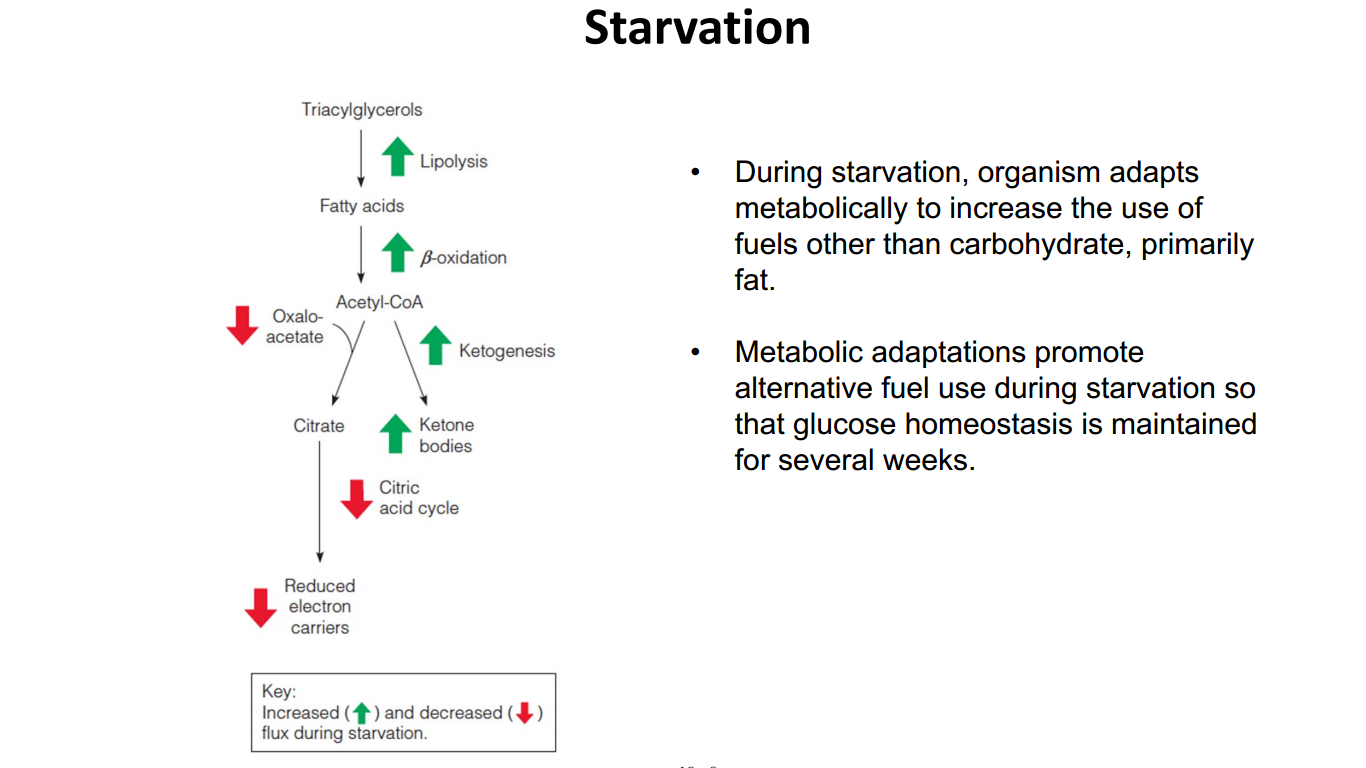 Starvation
Triacylglycerols
Lipolysis
Fatty acids
β-oxidation
Acetyl-CoA
Oxalo-
acetate
Ketogenesis
Citrate
Ketone
bodies
Citric
acid cycle
Reduced
electron
carriers
Key:
Increased ( ) and decreased ( )
flux during starvation.
• During starvation, organism adapts
metabolically to increase the use of
fuels other than carbohydrate, primarily
fat.
• Metabolic adaptations promote
alternative fuel use during starvation so
that glucose homeostasis is maintained
for several weeks.